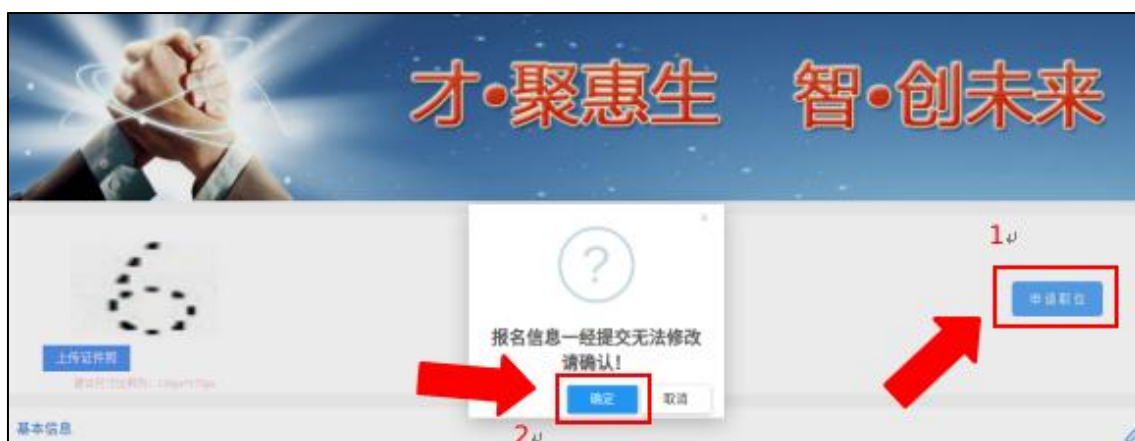 才·聚惠生 智·创未来
1
申请职位
6
上传证件照
报名信息一经提交无法修改
请确认！
确定 取消
基本信息
2